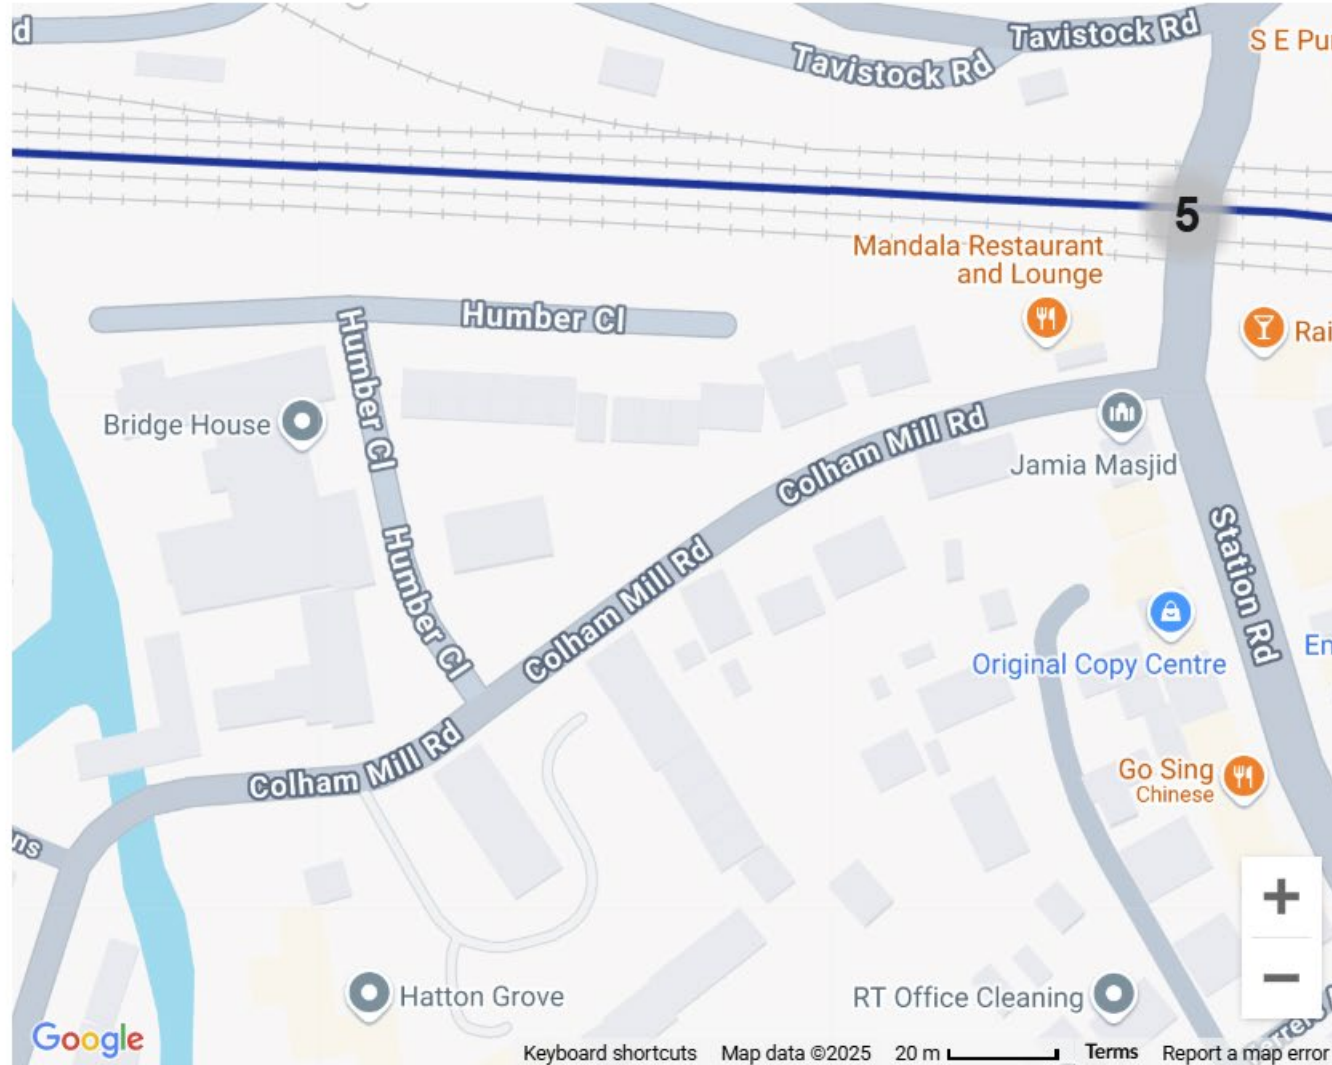 d
Tavistock Rd
Tavistock Rd
S E Pu
5
Mandala Restaurant
and Lounge
Rai
Humber Cl
Humber Cl
Bridge House
Colham Mill Rd
Jamia Masjid
Humber Cl
Colham Mill Rd
Station Rd
Original Copy Centre
En
Colham Mill Rd
Go Sing
Chinese
ns
+
−
Hatton Grove
RT Office Cleaning
Google
Keyboard shortcuts Map data ©2025 20 m Terms Report a map error